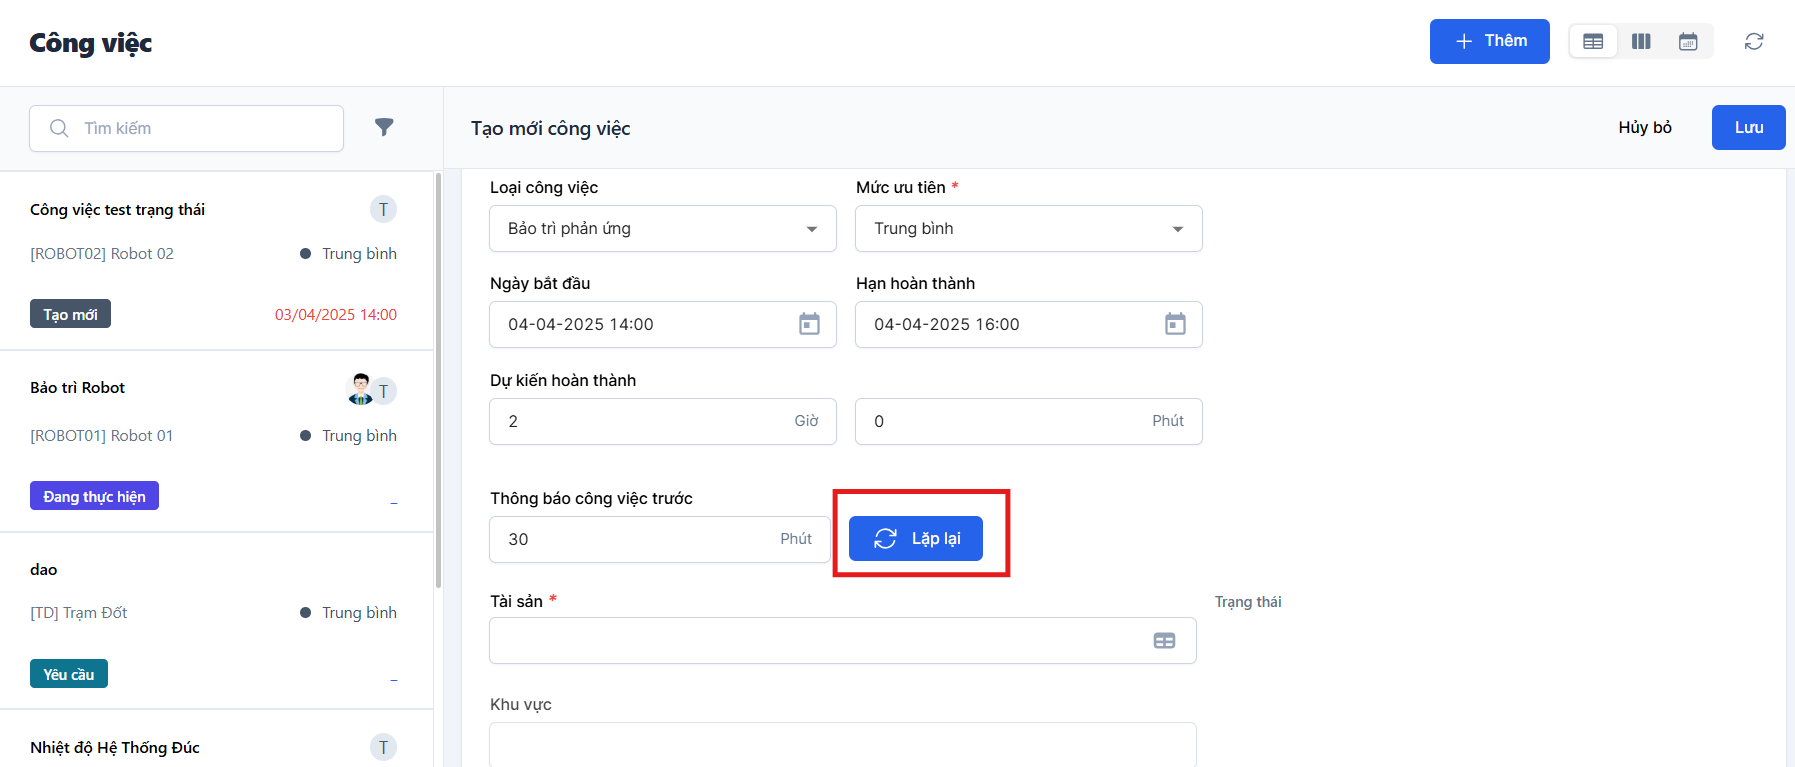 Công việc
Thêm
Tìm kiếm
Tạo mới công việc
Hủy bỏ
Lưu
Công việc test trạng thái
T
[ROBOT02] Robot 02
Trung bình
Tạo mới
03/04/2025 14:00
Bảo trì Robot
T
[ROBOT01] Robot 01
Trung bình
Đang thực hiện
_
dao
[TD] Trạm Đốt
Trung bình
Yêu cầu
_
Nhiệt độ Hệ Thống Đúc
T
Loại công việc
Mức ưu tiên *
Bảo trì phản ứng
Trung bình
Ngày bắt đầu
Hạn hoàn thành
04-04-2025 14:00
04-04-2025 16:00
Dự kiến hoàn thành
2 Giờ
0 Phút
Thông báo công việc trước
30 Phút
Lặp lại
Tài sản *
Trạng thái
Khu vực